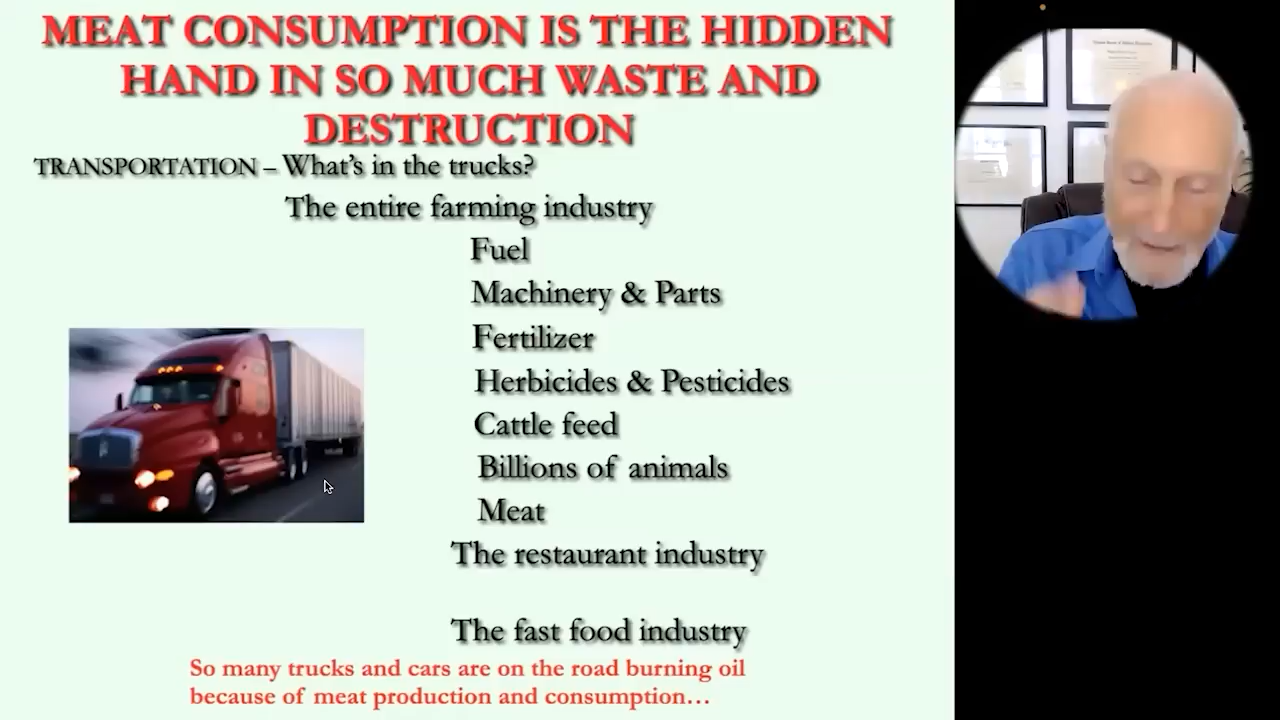 MEAT CONSUMPTION IS THE HIDDEN
HAND IN SO MUCH WASTE AND
DESTRUCTION
TRANSPORTATION – What's in the trucks?
The entire farming industry
Fuel
Machinery & Parts
Fertilizer
Herbicides & Pesticides
Cattle feed
Billions of animals
Meat
The restaurant industry
The fast food industry
So many trucks and cars are on the road burning oil
because of meat production and consumption…